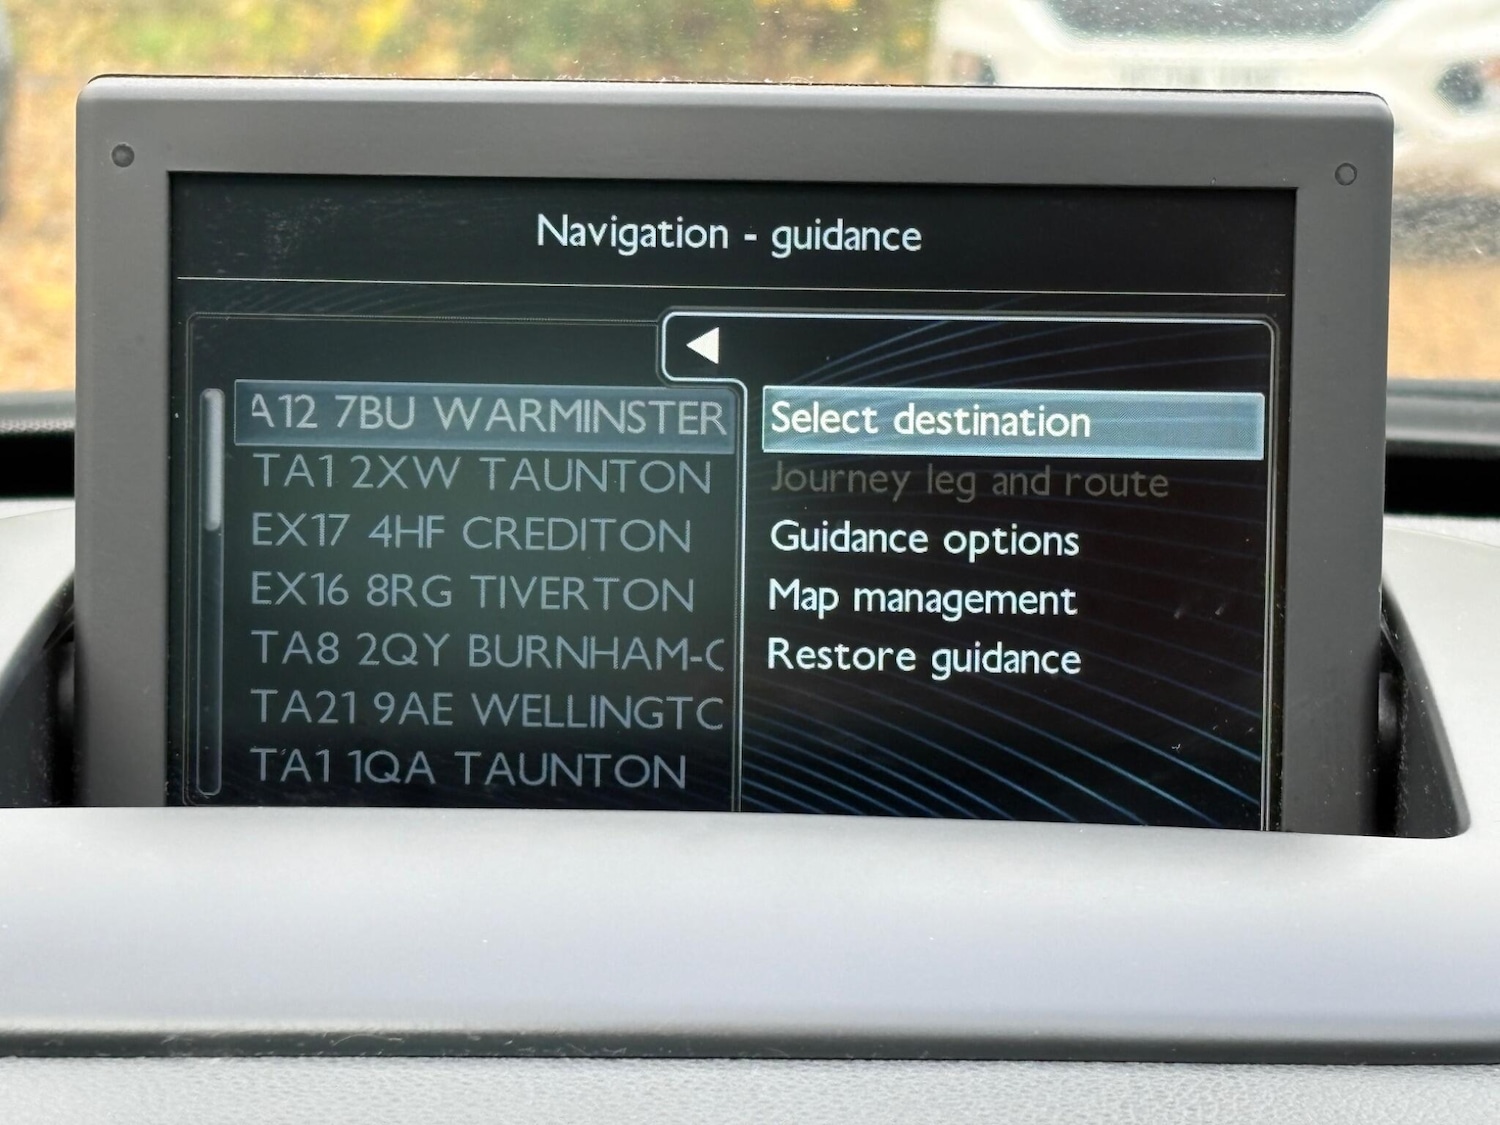 Navigation - guidance
A12 7BU WARMINSTER
TA1 2XW TAUNTON
EX17 4HF CREDITON
EX16 8RG TIVERTON
TA8 2QY BURNHAM-
TA21 9AE WELLINGT
TA1 1QA TAUNTON
Select destination
Journey leg and route
Guidance options
Map management
Restore guidance